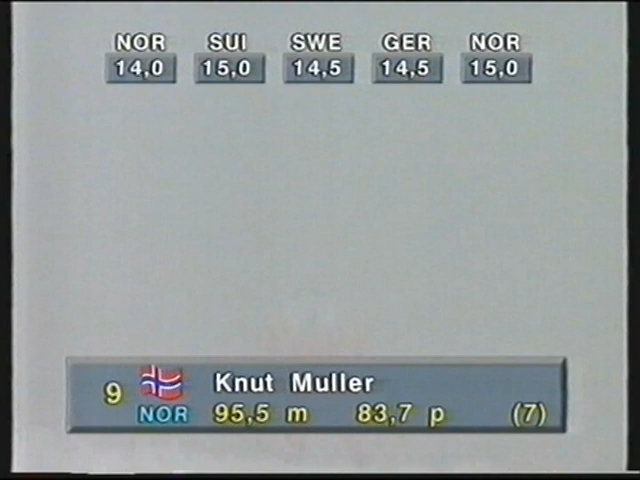 NOR SUI SWE GER NOR
14,0 15,0 14,5 14,5 15,0
9 Knut Muller
NOR 95,5 m 83,7 p (7)